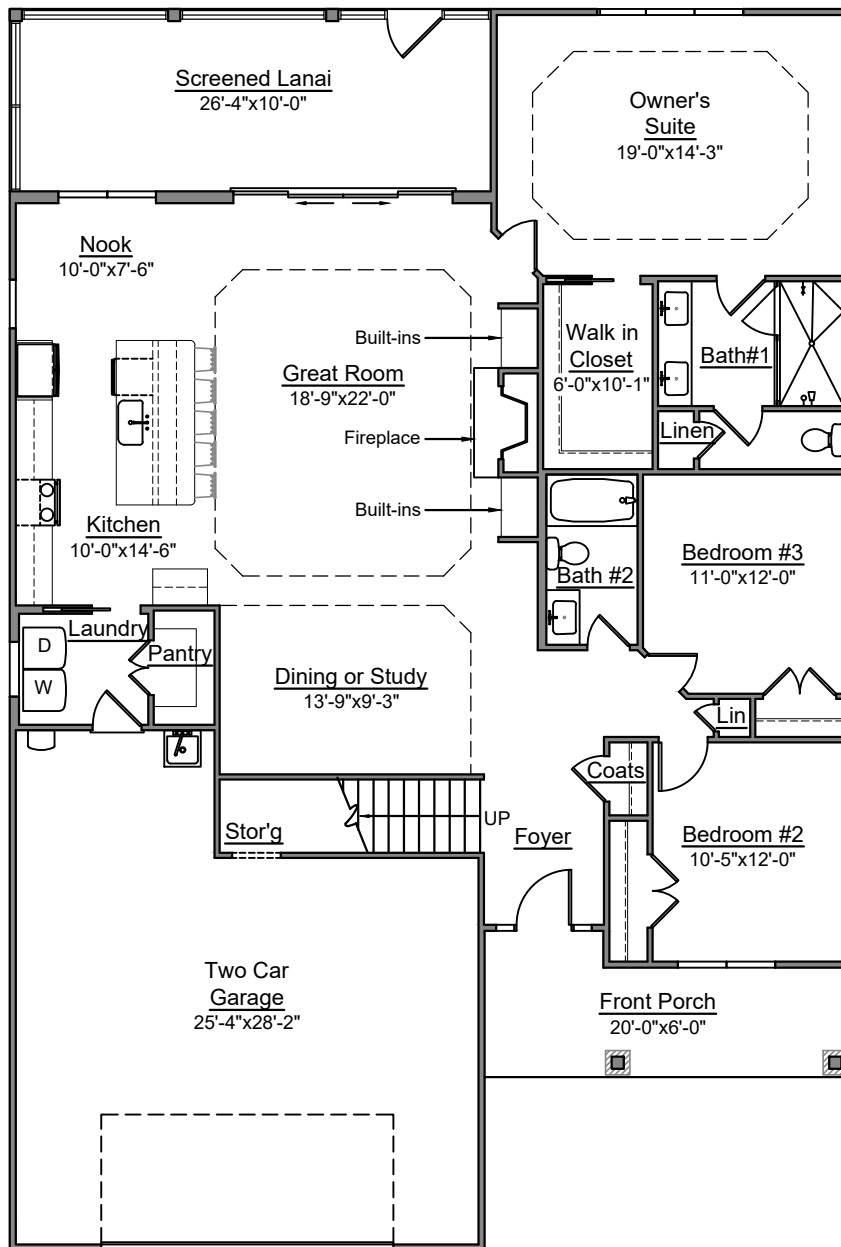 Screened Lanai
26'-4"x10'-0"
Owner's
Suite
19'-0"x14'-3"
Nook
10'-0"x7'-6"
Built-ins
Great Room
18'-9"x22'-0"
Fireplace
Built-ins
Walk in
Closet
6'-0"x10'-1"
Bath#1
Linen
Kitchen
10'-0"x14'-6"
Bath #2
Bedroom #3
11'-0"x12'-0"
Laundry
D
W
Pantry
Dining or Study
13'-9"x9'-3"
Lin
Coats
Stor'g
UP
Foyer
Bedroom #2
10'-5"x12'-0"
Two Car
Garage
25'-4"x28'-2"
Front Porch
20'-0"x6'-0"